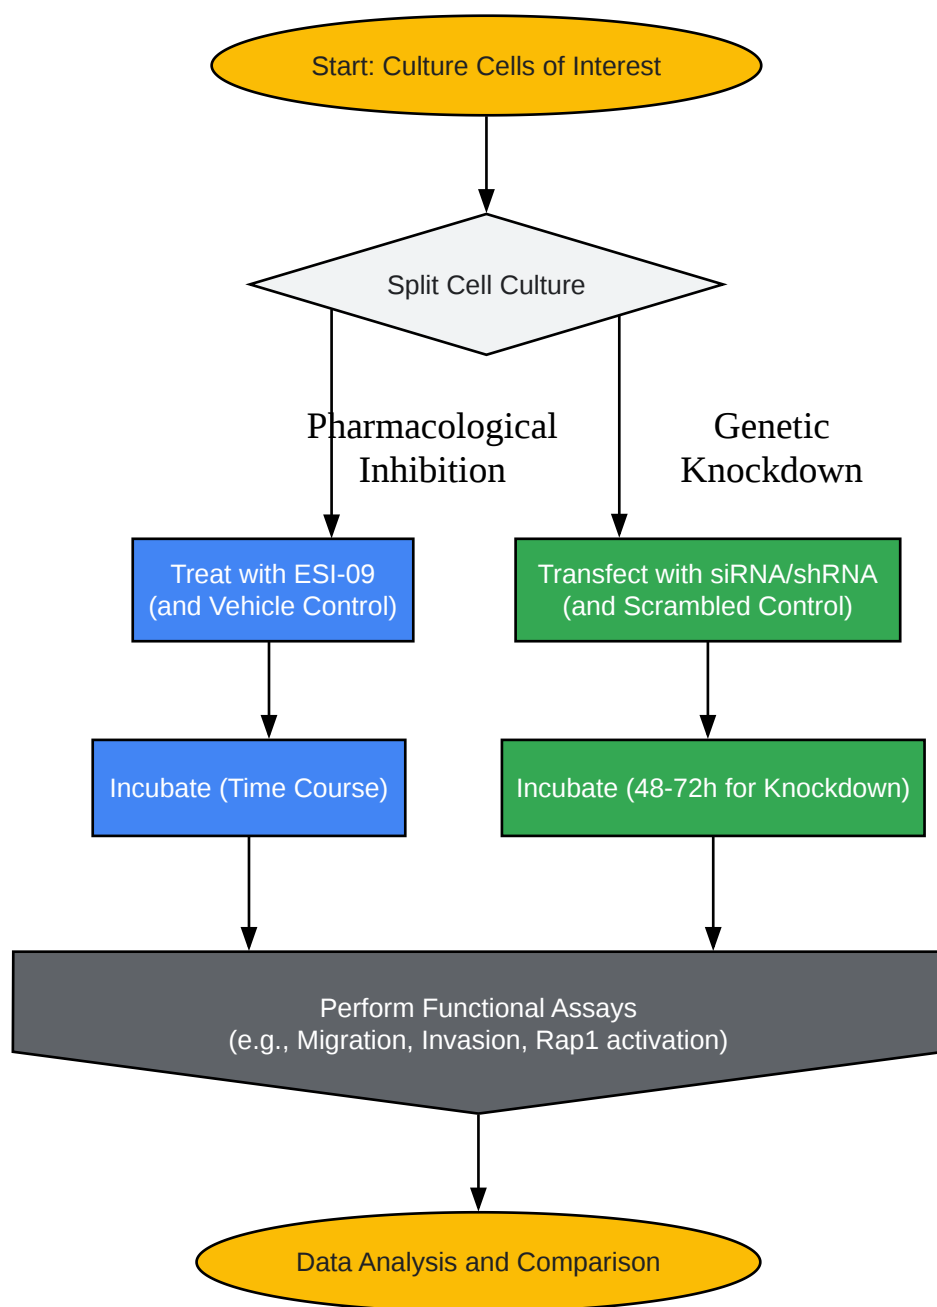 Start: Culture Cells of Interest
Split Cell Culture
Pharmacological
Inhibition
Genetic
Knockdown
Treat with ESI-09
(and Vehicle Control)
Transfect with siRNA/shRNA
(and Scrambled Control)
Incubate (Time Course)
Incubate (48-72h for Knockdown)
Perform Functional Assays
(e.g., Migration, Invasion, Rap1 activation)
Data Analysis and Comparison